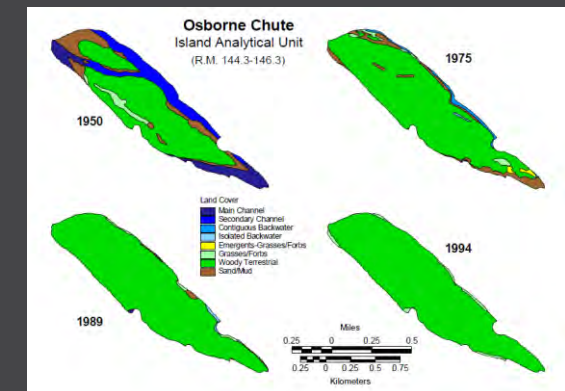 Osborne Chute
Island Analytical Unit
(R.M. 144.3-146.3)
1950
1975
Land Cover
Main Channel
Secondary Channel
Contiguous Backwater
Isolated Backwater
Emergents-Grasses/Forbs
Grasses/Forbs
Woody Terrestrial
Sand/Mud
1989
1994
Miles
0.25 0 0.25 0.5
0.25 0 0.25 0.50 0.75
Kilometers